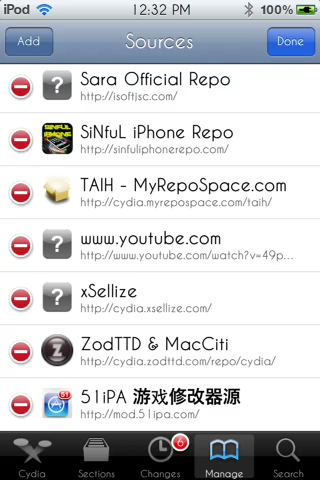 iPod 12:32 PM 100%
Add Sources Done
Sara Official Repo
http://isoftjsc.com/
SiNfuL iPhone Repo
http://sinfuliphonerepo.com/
TAIH - MyRepoSpace.com
http://cydia.myrepospace.com/taih/
www.youtube.com
http://www.youtube.com/watch?v=49p...
xSellize
http://cydia.xsellize.com/
ZodTTD & MacCiti
http://cydia.zodttd.com/repo/cydia/
51iPA 游戏修改器源
http://mod.51ipa.com/
Cydia Sections Changes 6 Manage Search